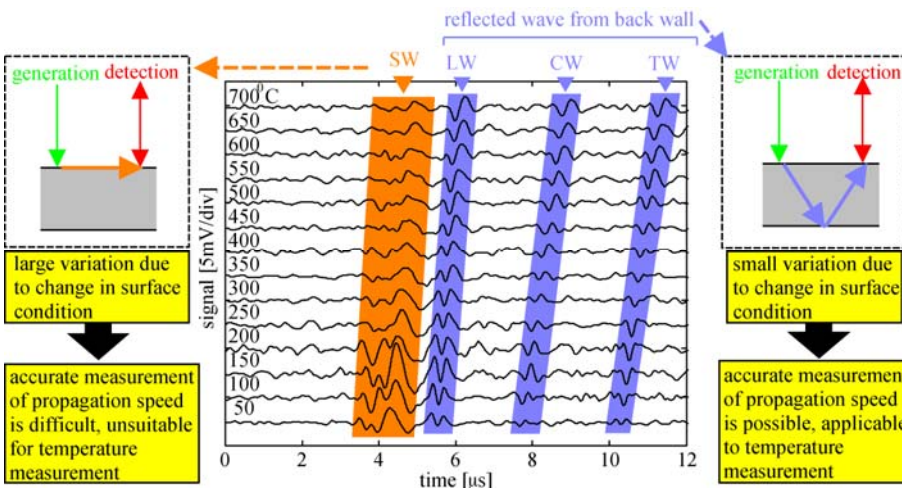 reflected wave from back wall
SW
LW
CW
TW
generation
detection
large variation due
to change in surface
condition
accurate measurement
of propagation speed
is difficult, unsuitable
for temperature
measurement
signal [5mV/div]
700°C
650
600
550
500
450
400
350
300
250
200
150
100
50
0
2
4
6
8
10
12
time [μs]
generation
detection
small variation due
to change in surface
condition
accurate measurement
of propagation speed
is possible, applicable
to temperature
measurement